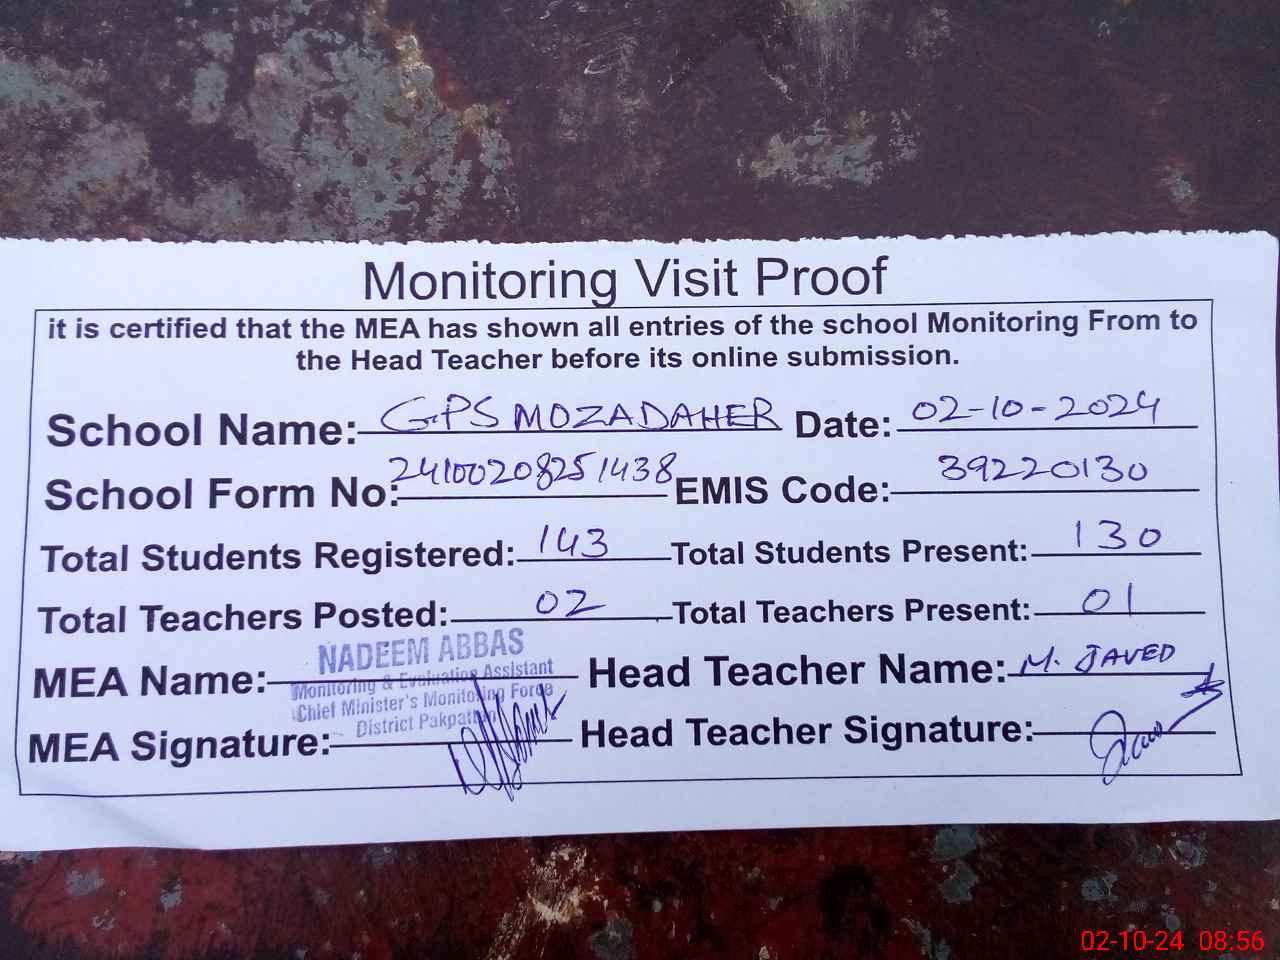 Monitoring Visit Proof
it is certified that the MEA has shown all entries of the school Monitoring From to
the Head Teacher before its online submission.
School Name: GPS MOZADAHER Date: 02-10-2024
School Form No: 24100208251438 EMIS Code: 39220130
Total Students Registered: 143 Total Students Present: 130
Total Teachers Posted: 02 Total Teachers Present: 01
NADEEM ABBAS
MEA Name: Head Teacher Name: M. JAVED
Monitoring & Evaluation Assistant
Chief Minister's Monitoring Force
District Pakpattan
MEA Signature: Head Teacher Signature:
02-10-24 08:56